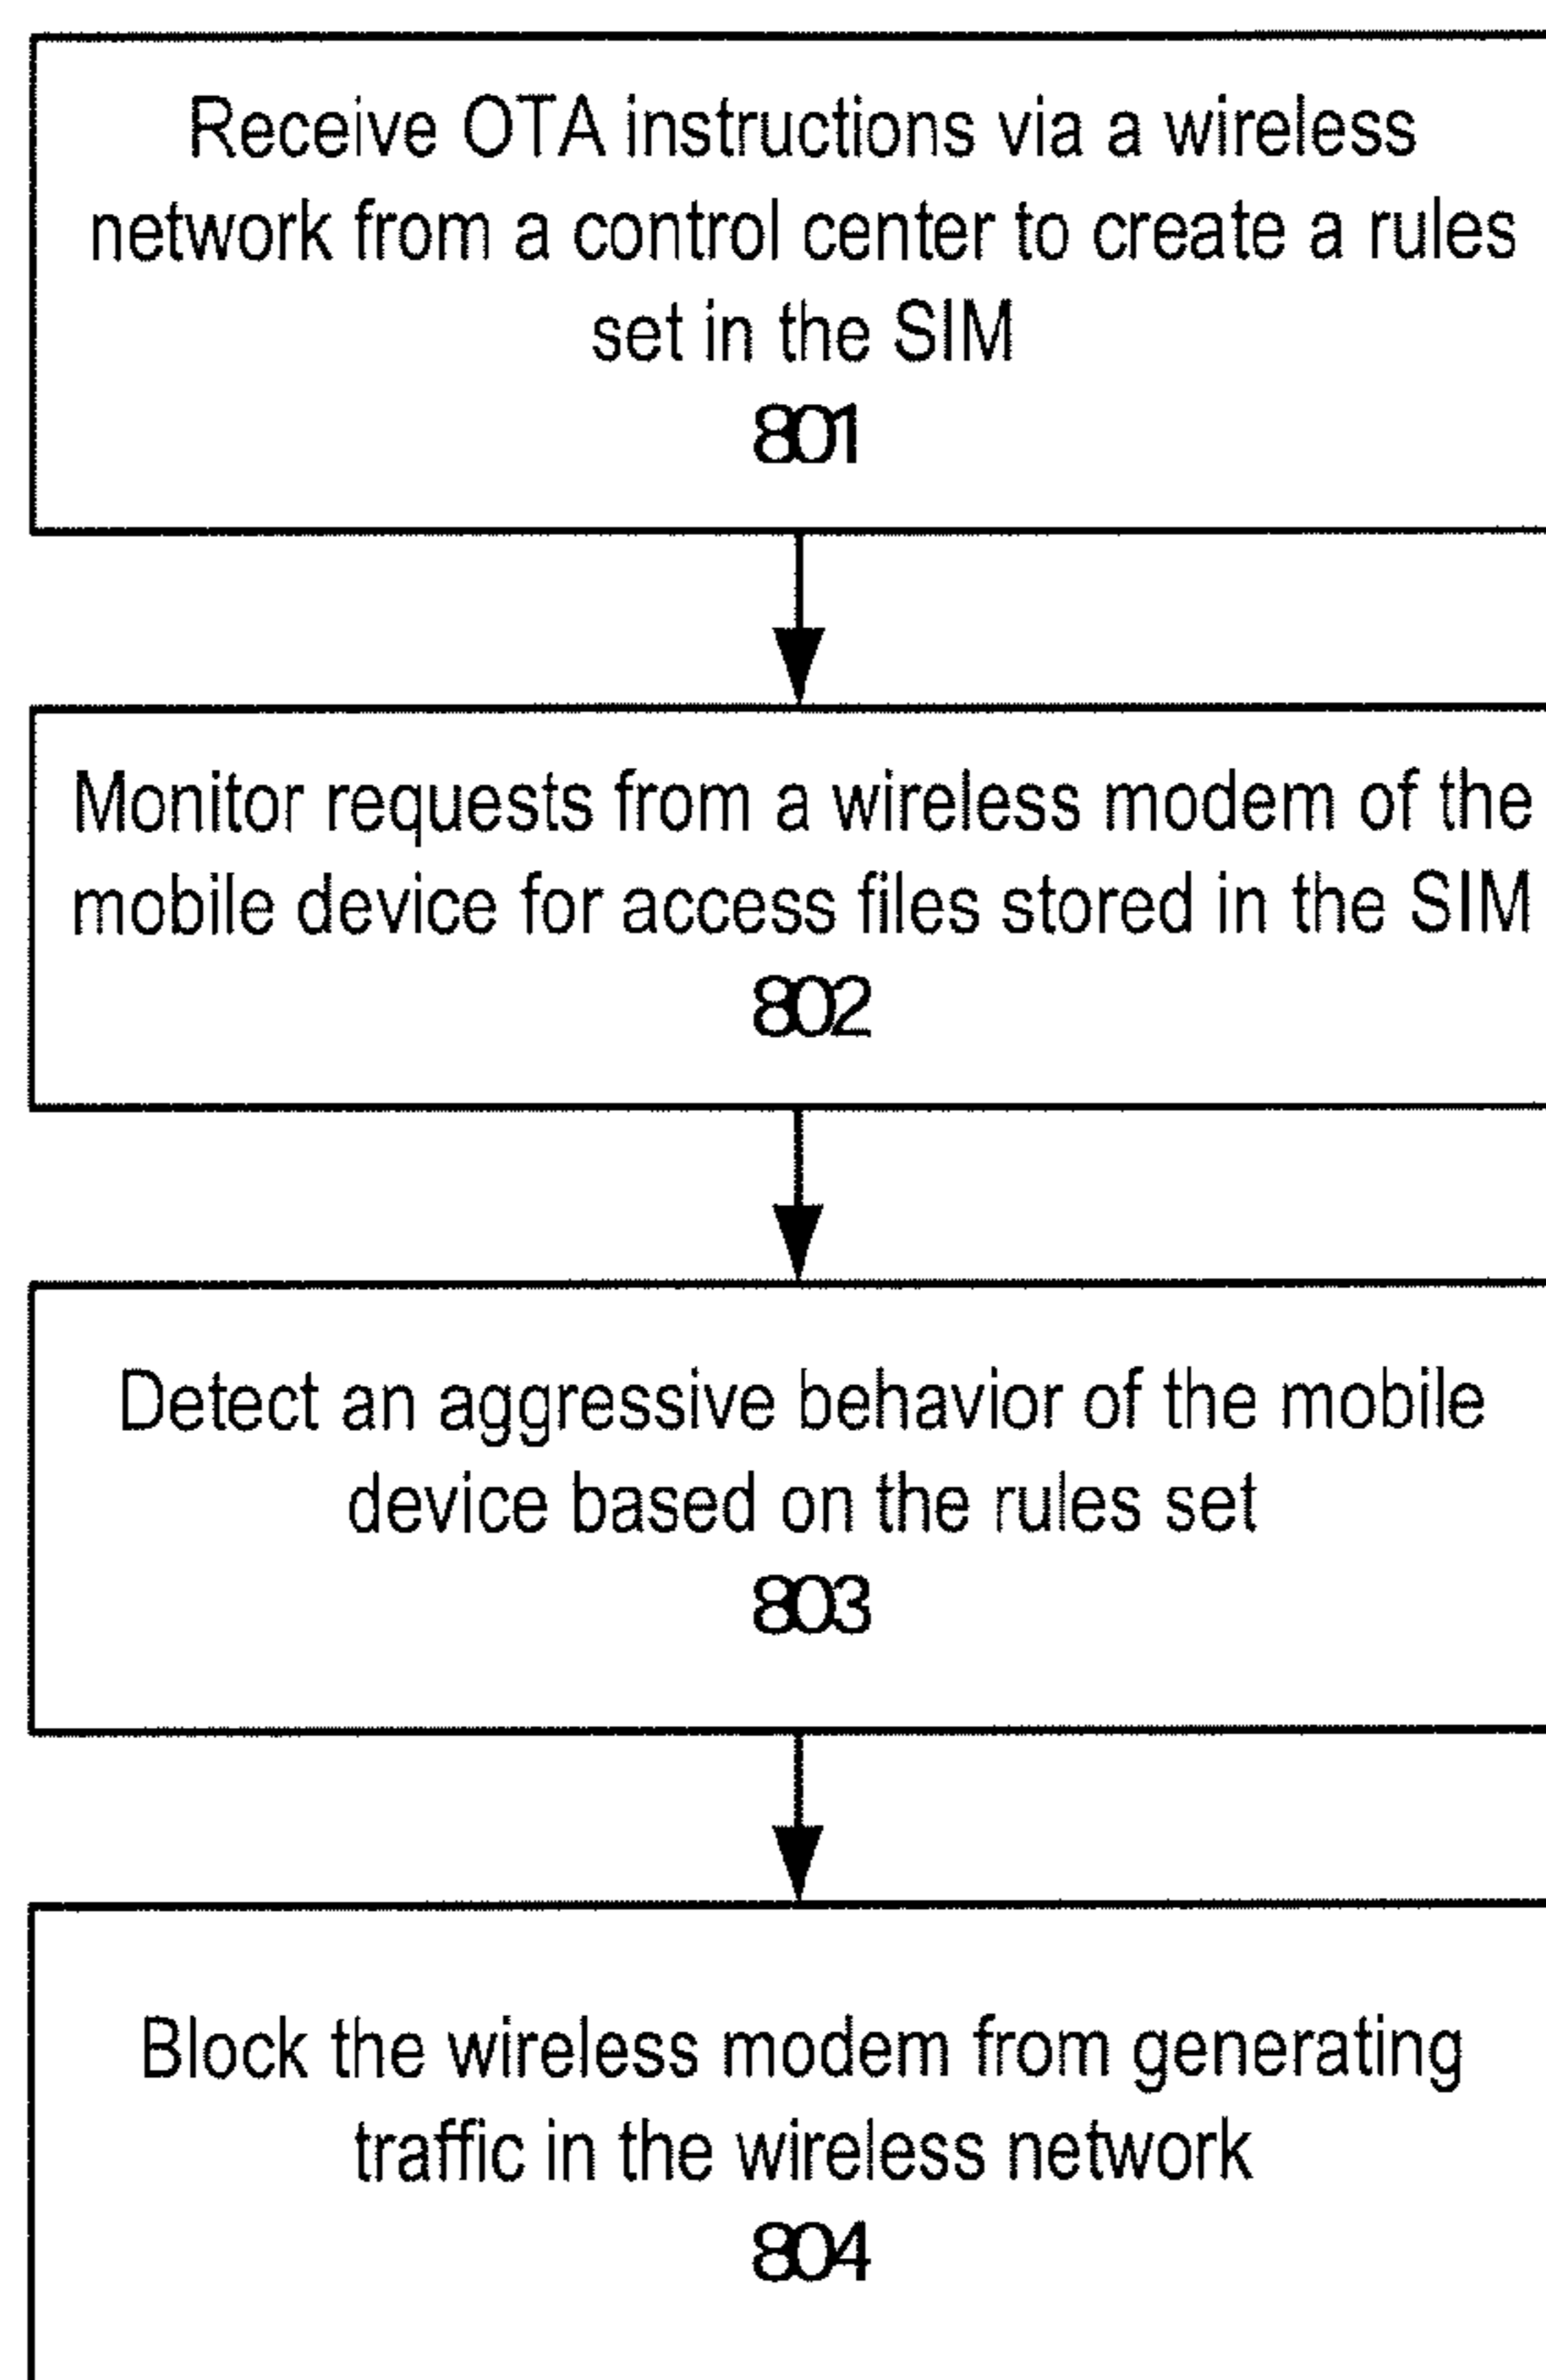 Receive OTA instructions via a wireless
network from a control center to create a rules
set in the SIM
801
Monitor requests from a wireless modem of the
mobile device for access files stored in the SIM
802
Detect an aggressive behavior of the mobile
device based on the rules set
803
Block the wireless modem from generating
traffic in the wireless network
804